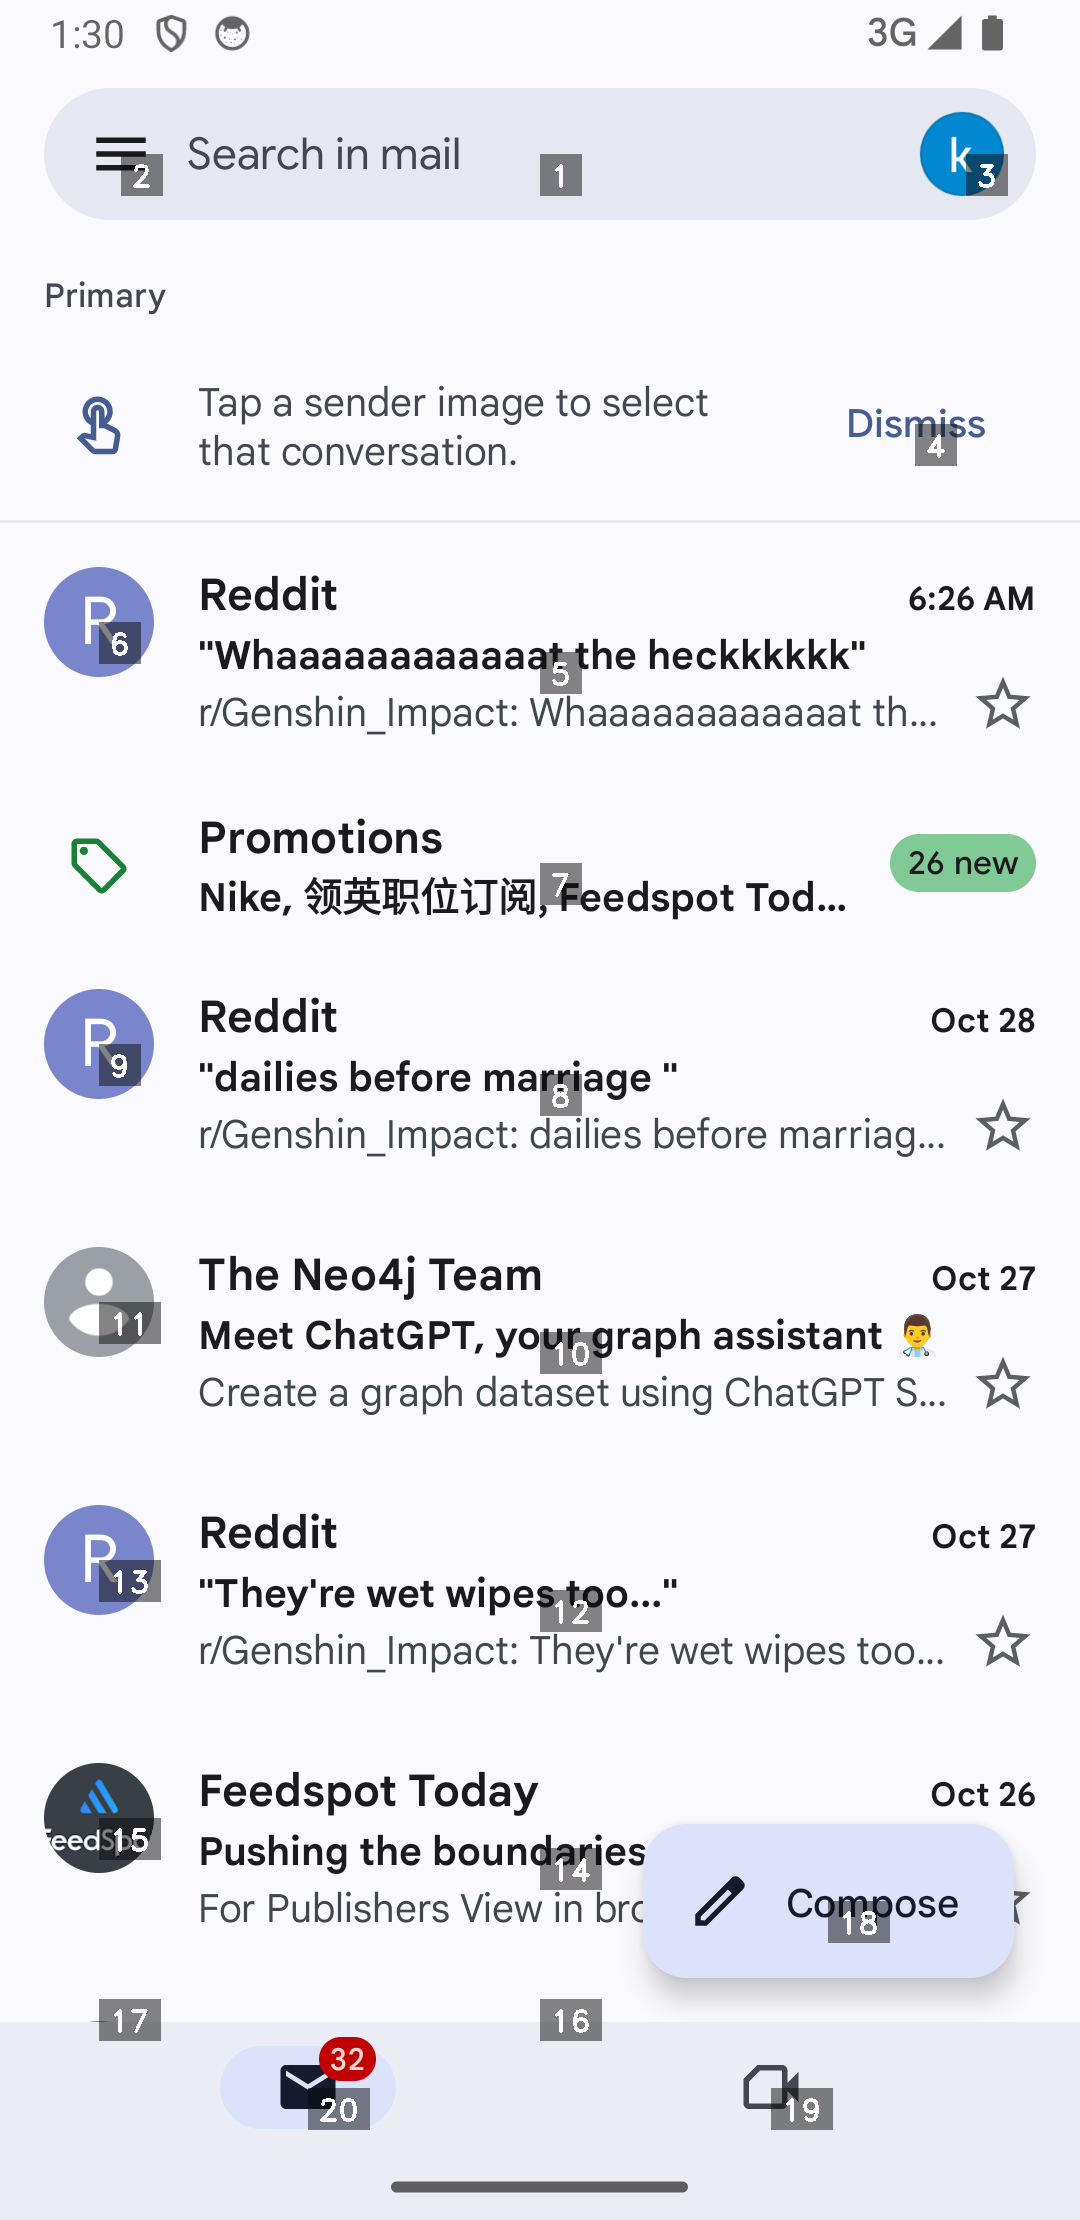 1:30
3G
Search in mail
k
2
1
3
Primary
Tap a sender image to select
that conversation.
Dismiss
4
R
6
Reddit
6:26 AM
"Whaaaaaaaaaaaat the heckkkkkk"
5
r/Genshin_Impact: Whaaaaaaaaaaaat th...
Promotions
26 new
7
Nike, 领英职位订阅, Feedspot Tod...
R
9
Reddit
Oct 28
"dailies before marriage "
8
r/Genshin_Impact: dailies before marriag...
The Neo4j Team
Oct 27
11
Meet ChatGPT, your graph assistant 👨‍⚕️
10
Create a graph dataset using ChatGPT S...
R
13
Reddit
Oct 27
"They're wet wipes too..."
12
r/Genshin_Impact: They're wet wipes too...
Feedspot Today
Oct 26
FeedSpot
15
Pushing the boundaries
14
For Publishers View in bro
Compose
18
17
16
32
20
19